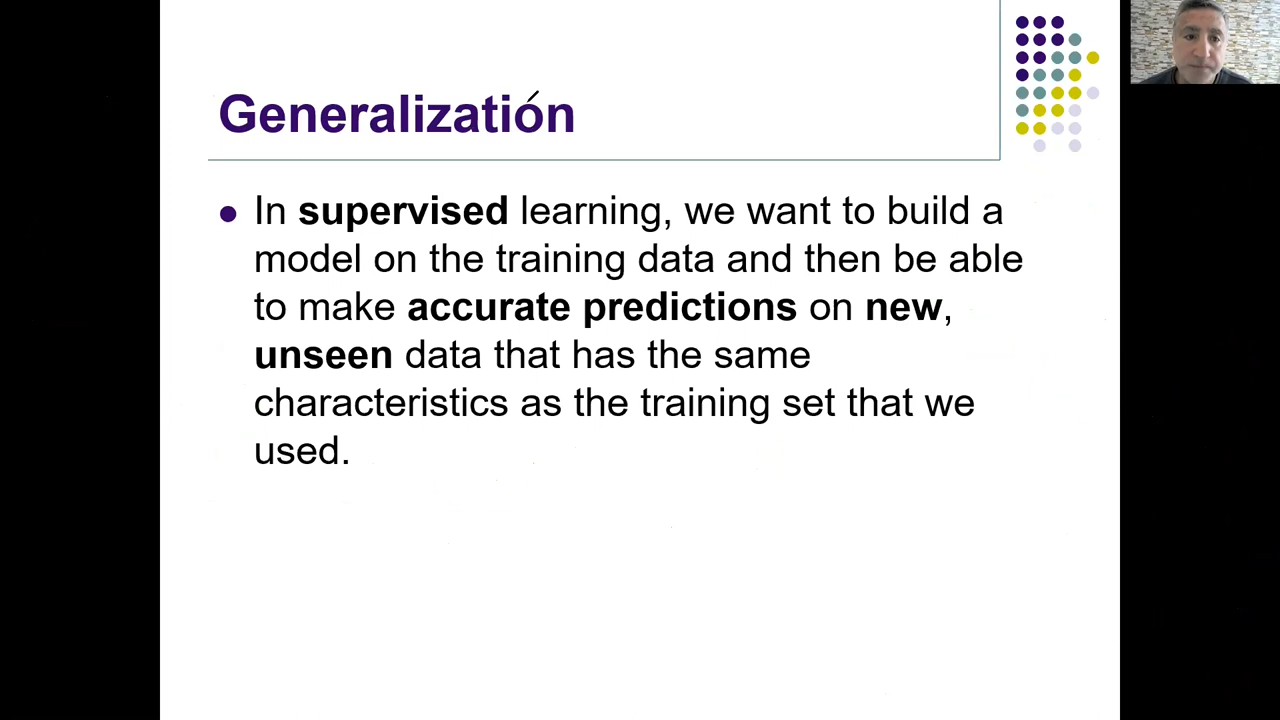 Generalization
In supervised learning, we want to build a
model on the training data and then be able
to make accurate predictions on new,
unseen data that has the same
characteristics as the training set that we
used.